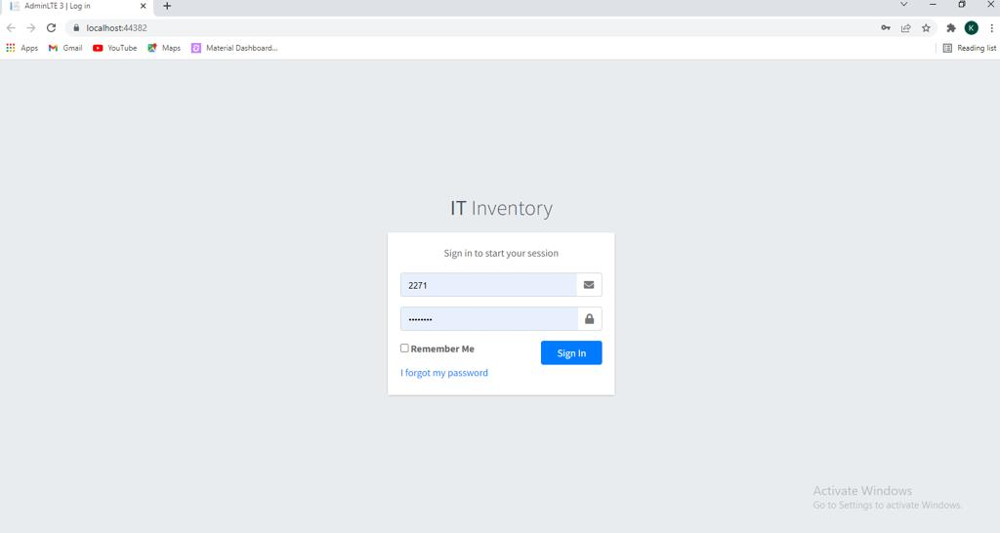 AdminLTE 3 | Log in
localhost:44382
K
Apps Gmail YouTube Maps Material Dashboard... Reading list
IT Inventory
Sign in to start your session
2271
••••••••
Remember Me Sign In
I forgot my password
Activate Windows
Go to Settings to activate Windows.